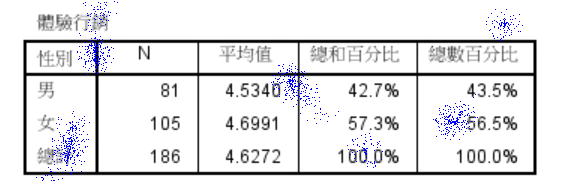 體驗行銷
性別 N 平均值 總和百分比 總數百分比
男 81 4.5340 42.7% 43.5%
女 105 4.6991 57.3% 56.5%
總計 186 4.6272 100.0% 100.0%